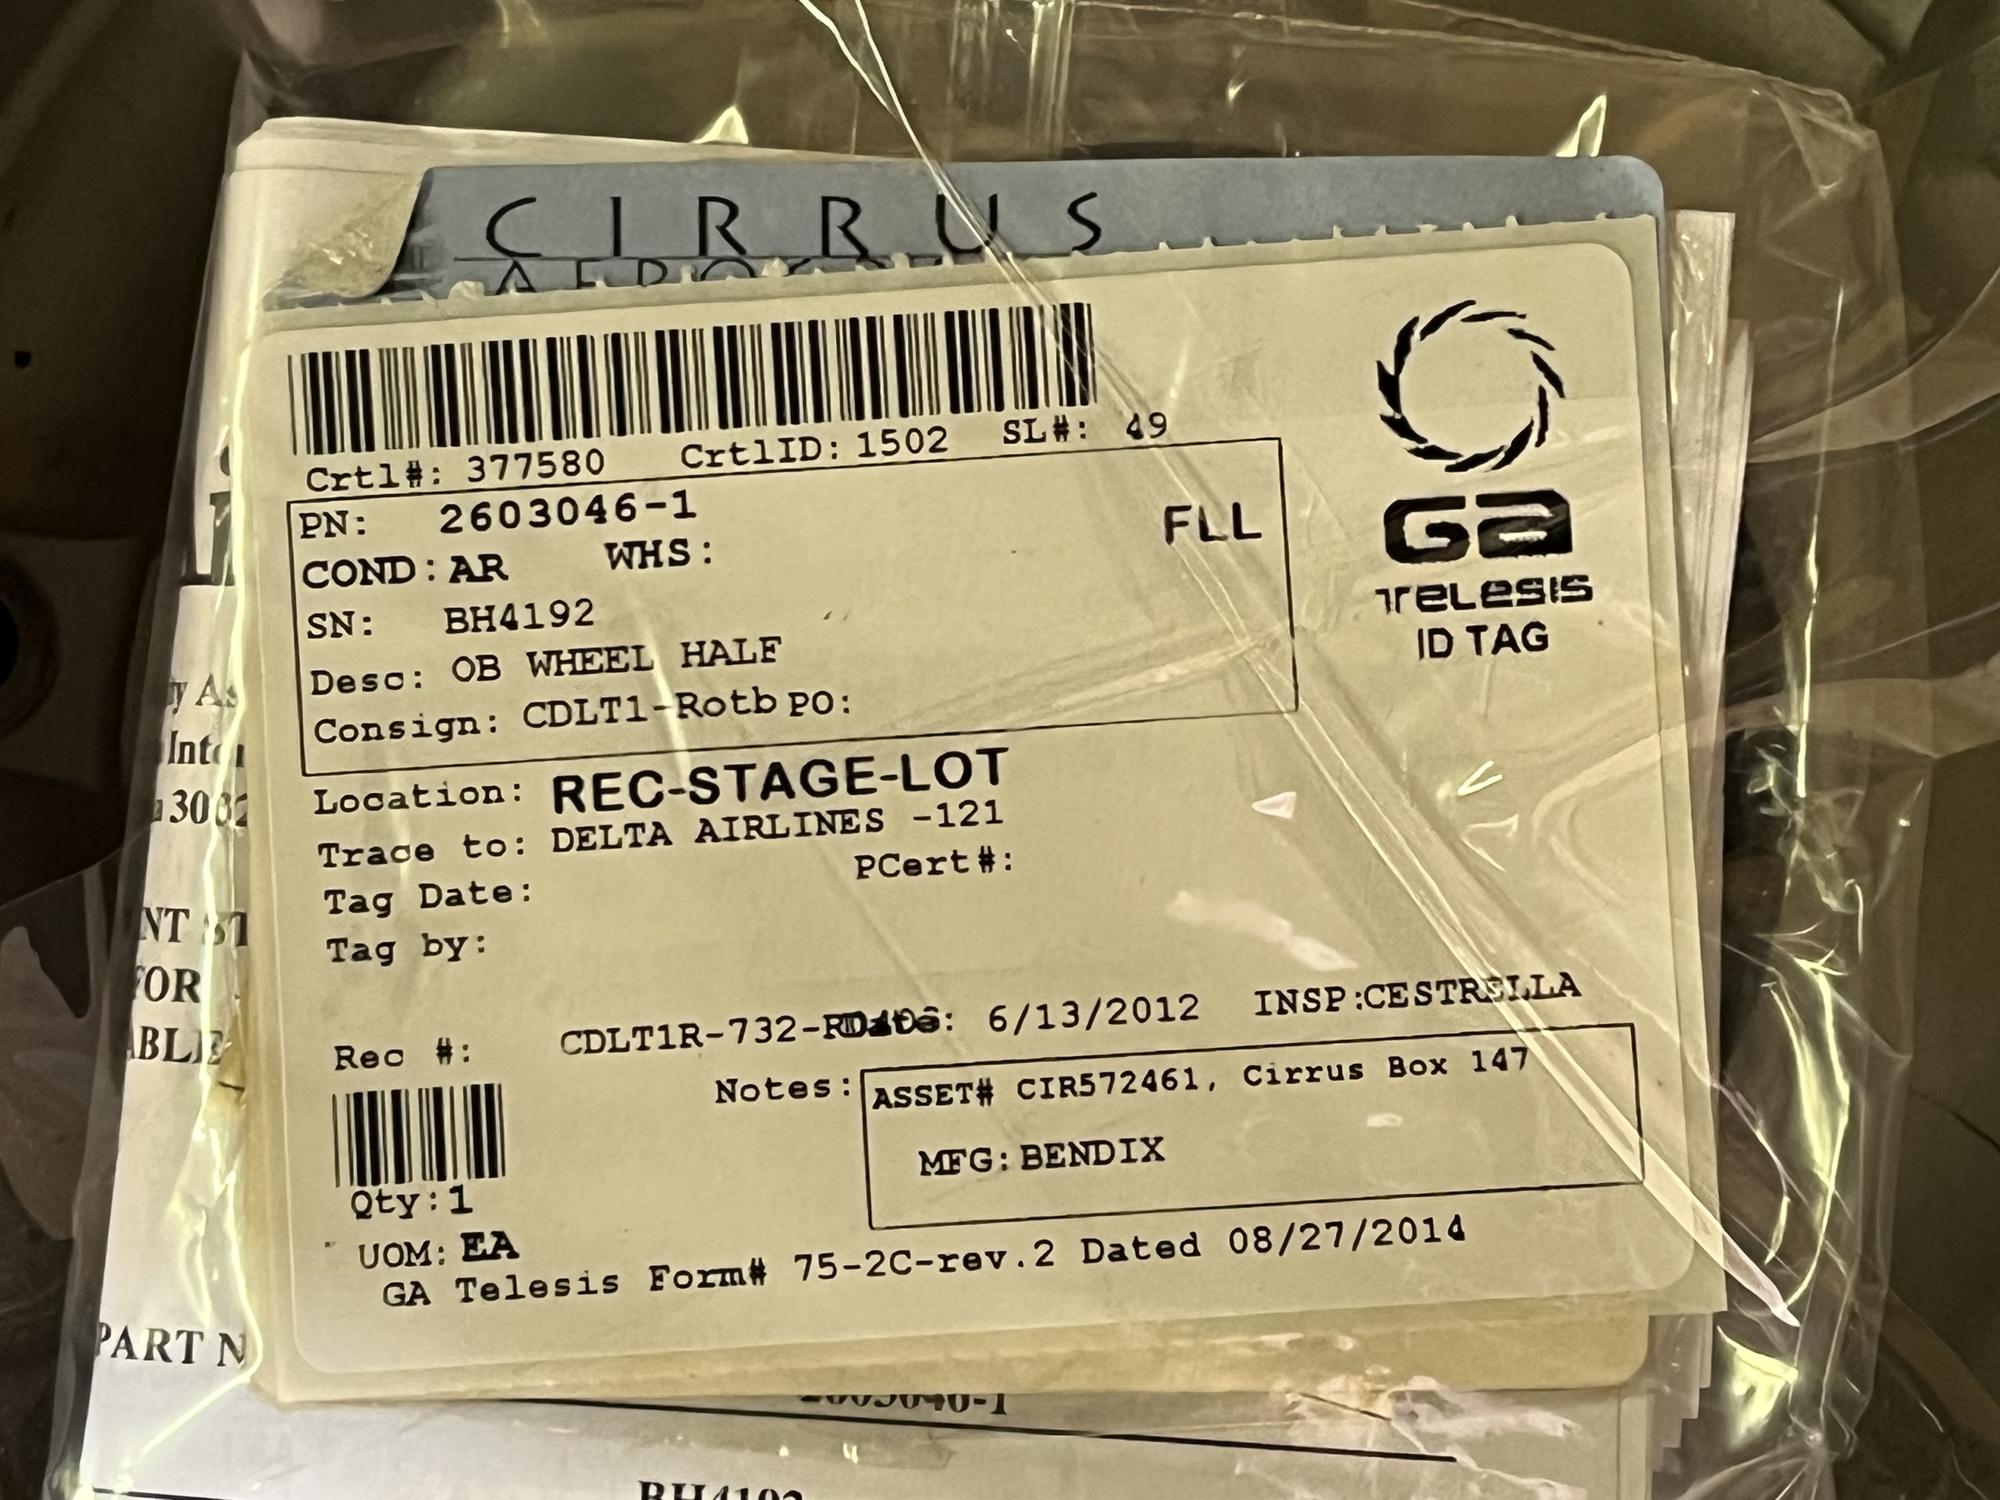 CIRRUS
Crtl#: 377580 CrtlID: 1502 SL#: 49
PN: 2603046-1 FLL
COND: AR WHS:
SN: BH4192
Desc: OB WHEEL HALF
Consign: CDLT1-Rotb PO:
GA
TELESIS
ID TAG
Location: REC-STAGE-LOT
Trace to: DELTA AIRLINES -121
PCert#:
Tag Date:
Tag by:
Rec #: CDLT1R-732- 6/13/2012 INSP:CESTRELLA
Notes: ASSET# CIR572461, Cirrus Box 147
MFG: BENDIX
Qty:1
UOM: EA
GA Telesis Form# 75-2C-rev.2 Dated 08/27/2014
PART N
BH4192